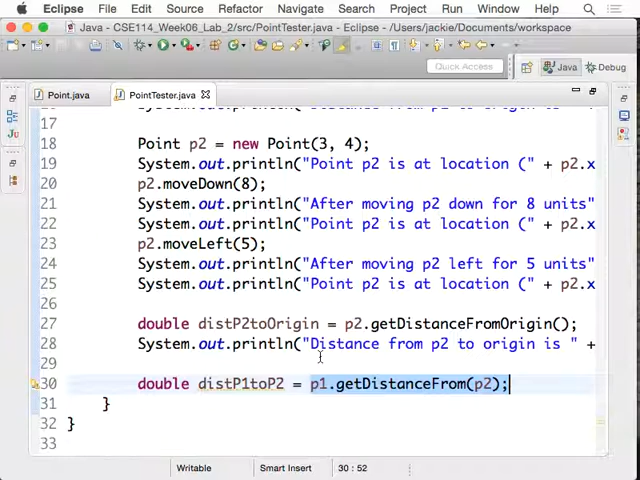 Eclipse File Edit Source Refactor Navigate Search Project Run Window Help
Java - CSE114_Week06_Lab_2/src/PointTester.java - Eclipse - /Users/jackie/Documents/workspace
Quick Access Java Debug
Point.java PointTester.java
17
18 Point p2 = new Point(3, 4);
19 System.out.println("Point p2 is at location (" + p2.x
20 p2.moveDown(8);
21 System.out.println("After moving p2 down for 8 units"
22 System.out.println("Point p2 is at location (" + p2.x
23 p2.moveLeft(5);
24 System.out.println("After moving p2 left for 5 units"
25 System.out.println("Point p2 is at location (" + p2.x
26
27 double distP2toOrigin = p2.getDistanceFromOrigin();
28 System.out.println("Distance from p2 to origin is " +
29
30 double distP1toP2 = p1.getDistanceFrom(p2);
31 }
32 }
33
Writable Smart Insert 30 : 52